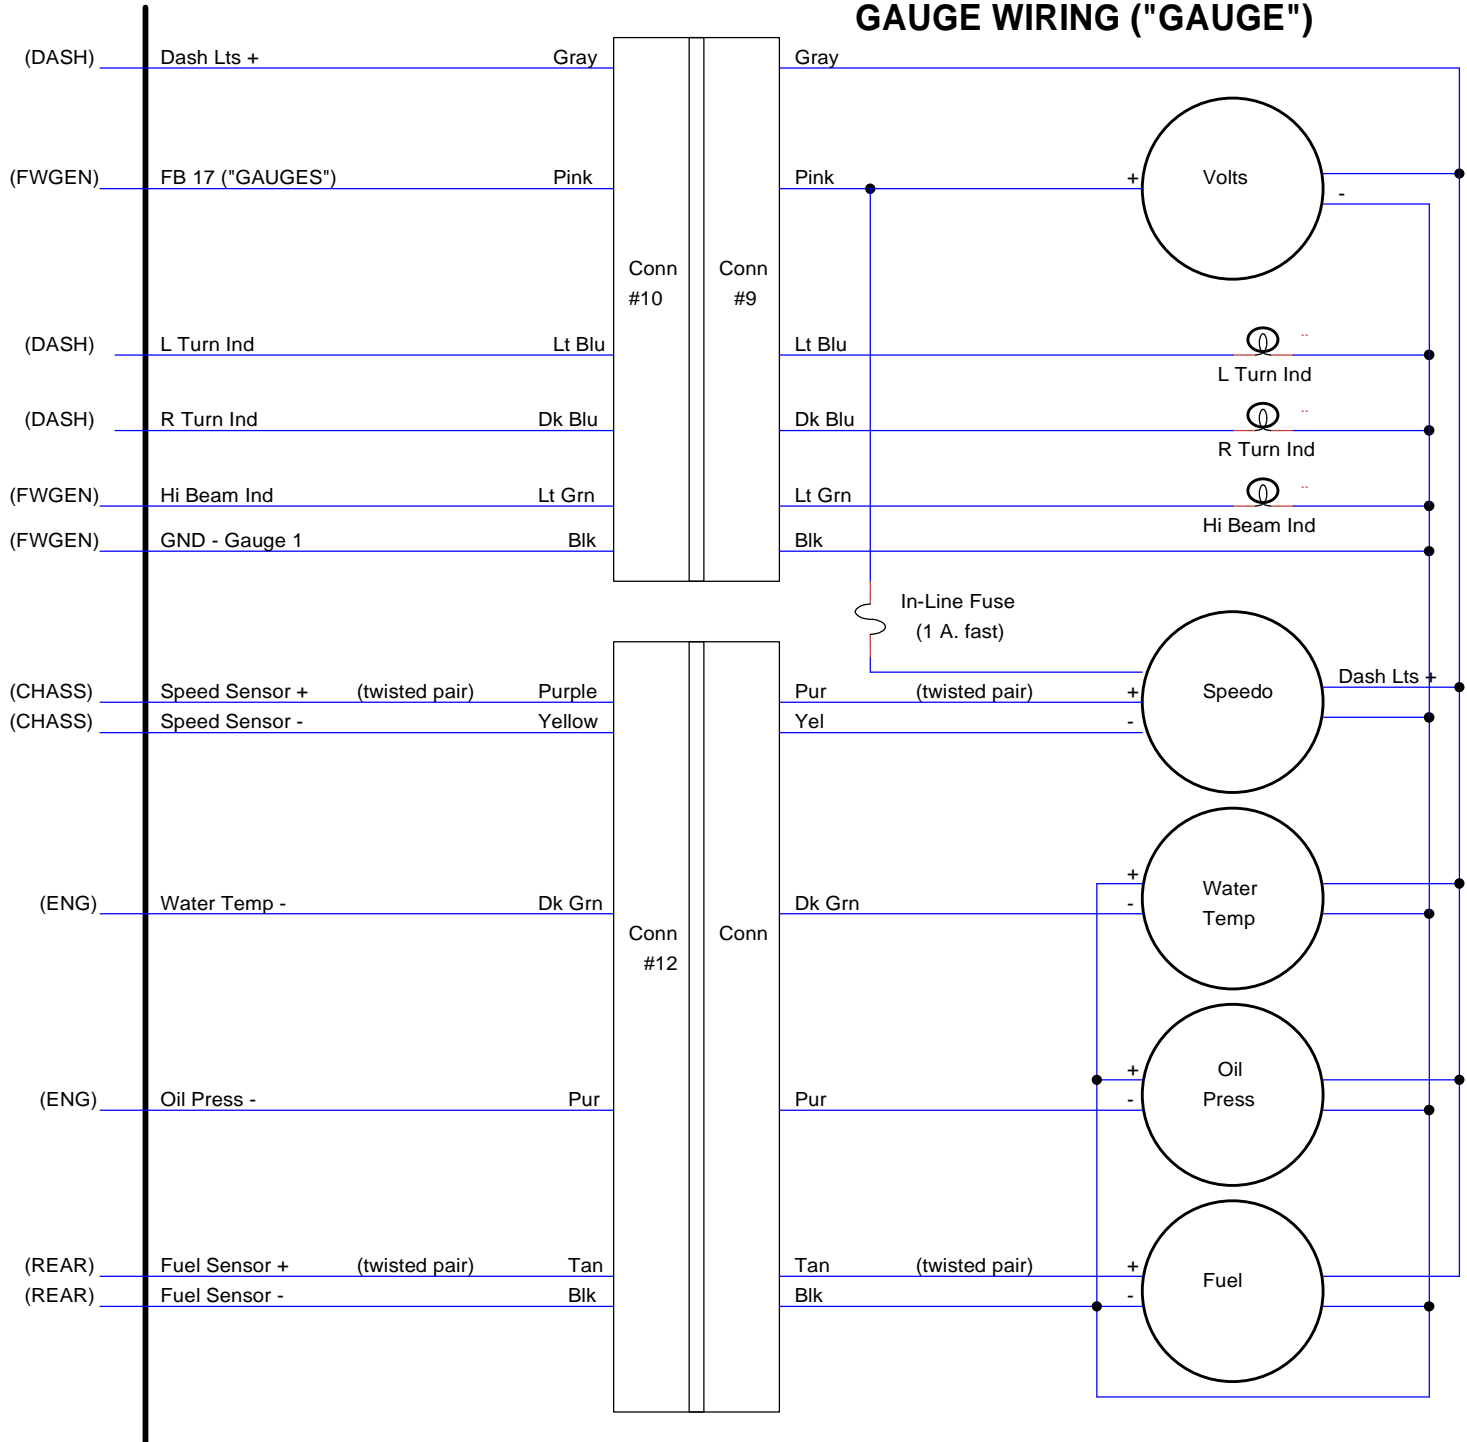 GAUGE WIRING ("GAUGE")
(DASH) Dash Lts + Gray Gray
(FWGEN) FB 17 ("GAUGES") Pink Pink + Volts
-
Conn Conn
#10 #9
(DASH) L Turn Ind Lt Blu Lt Blu
L Turn Ind
(DASH) R Turn Ind Dk Blu Dk Blu
R Turn Ind
(FWGEN) Hi Beam Ind Lt Grn Lt Grn
Hi Beam Ind
(FWGEN) GND - Gauge 1 Blk Blk
In-Line Fuse
(1 A. fast)
Dash Lts +
(CHASS) Speed Sensor + (twisted pair) Purple Pur (twisted pair) + Speedo
(CHASS) Speed Sensor - Yellow Yel -
+ Water
(ENG) Water Temp - Dk Grn Dk Grn - Temp
Conn Conn
#12
+ Oil
(ENG) Oil Press - Pur Pur - Press
(REAR) Fuel Sensor + (twisted pair) Tan Tan (twisted pair) + Fuel
(REAR) Fuel Sensor - Blk Blk -